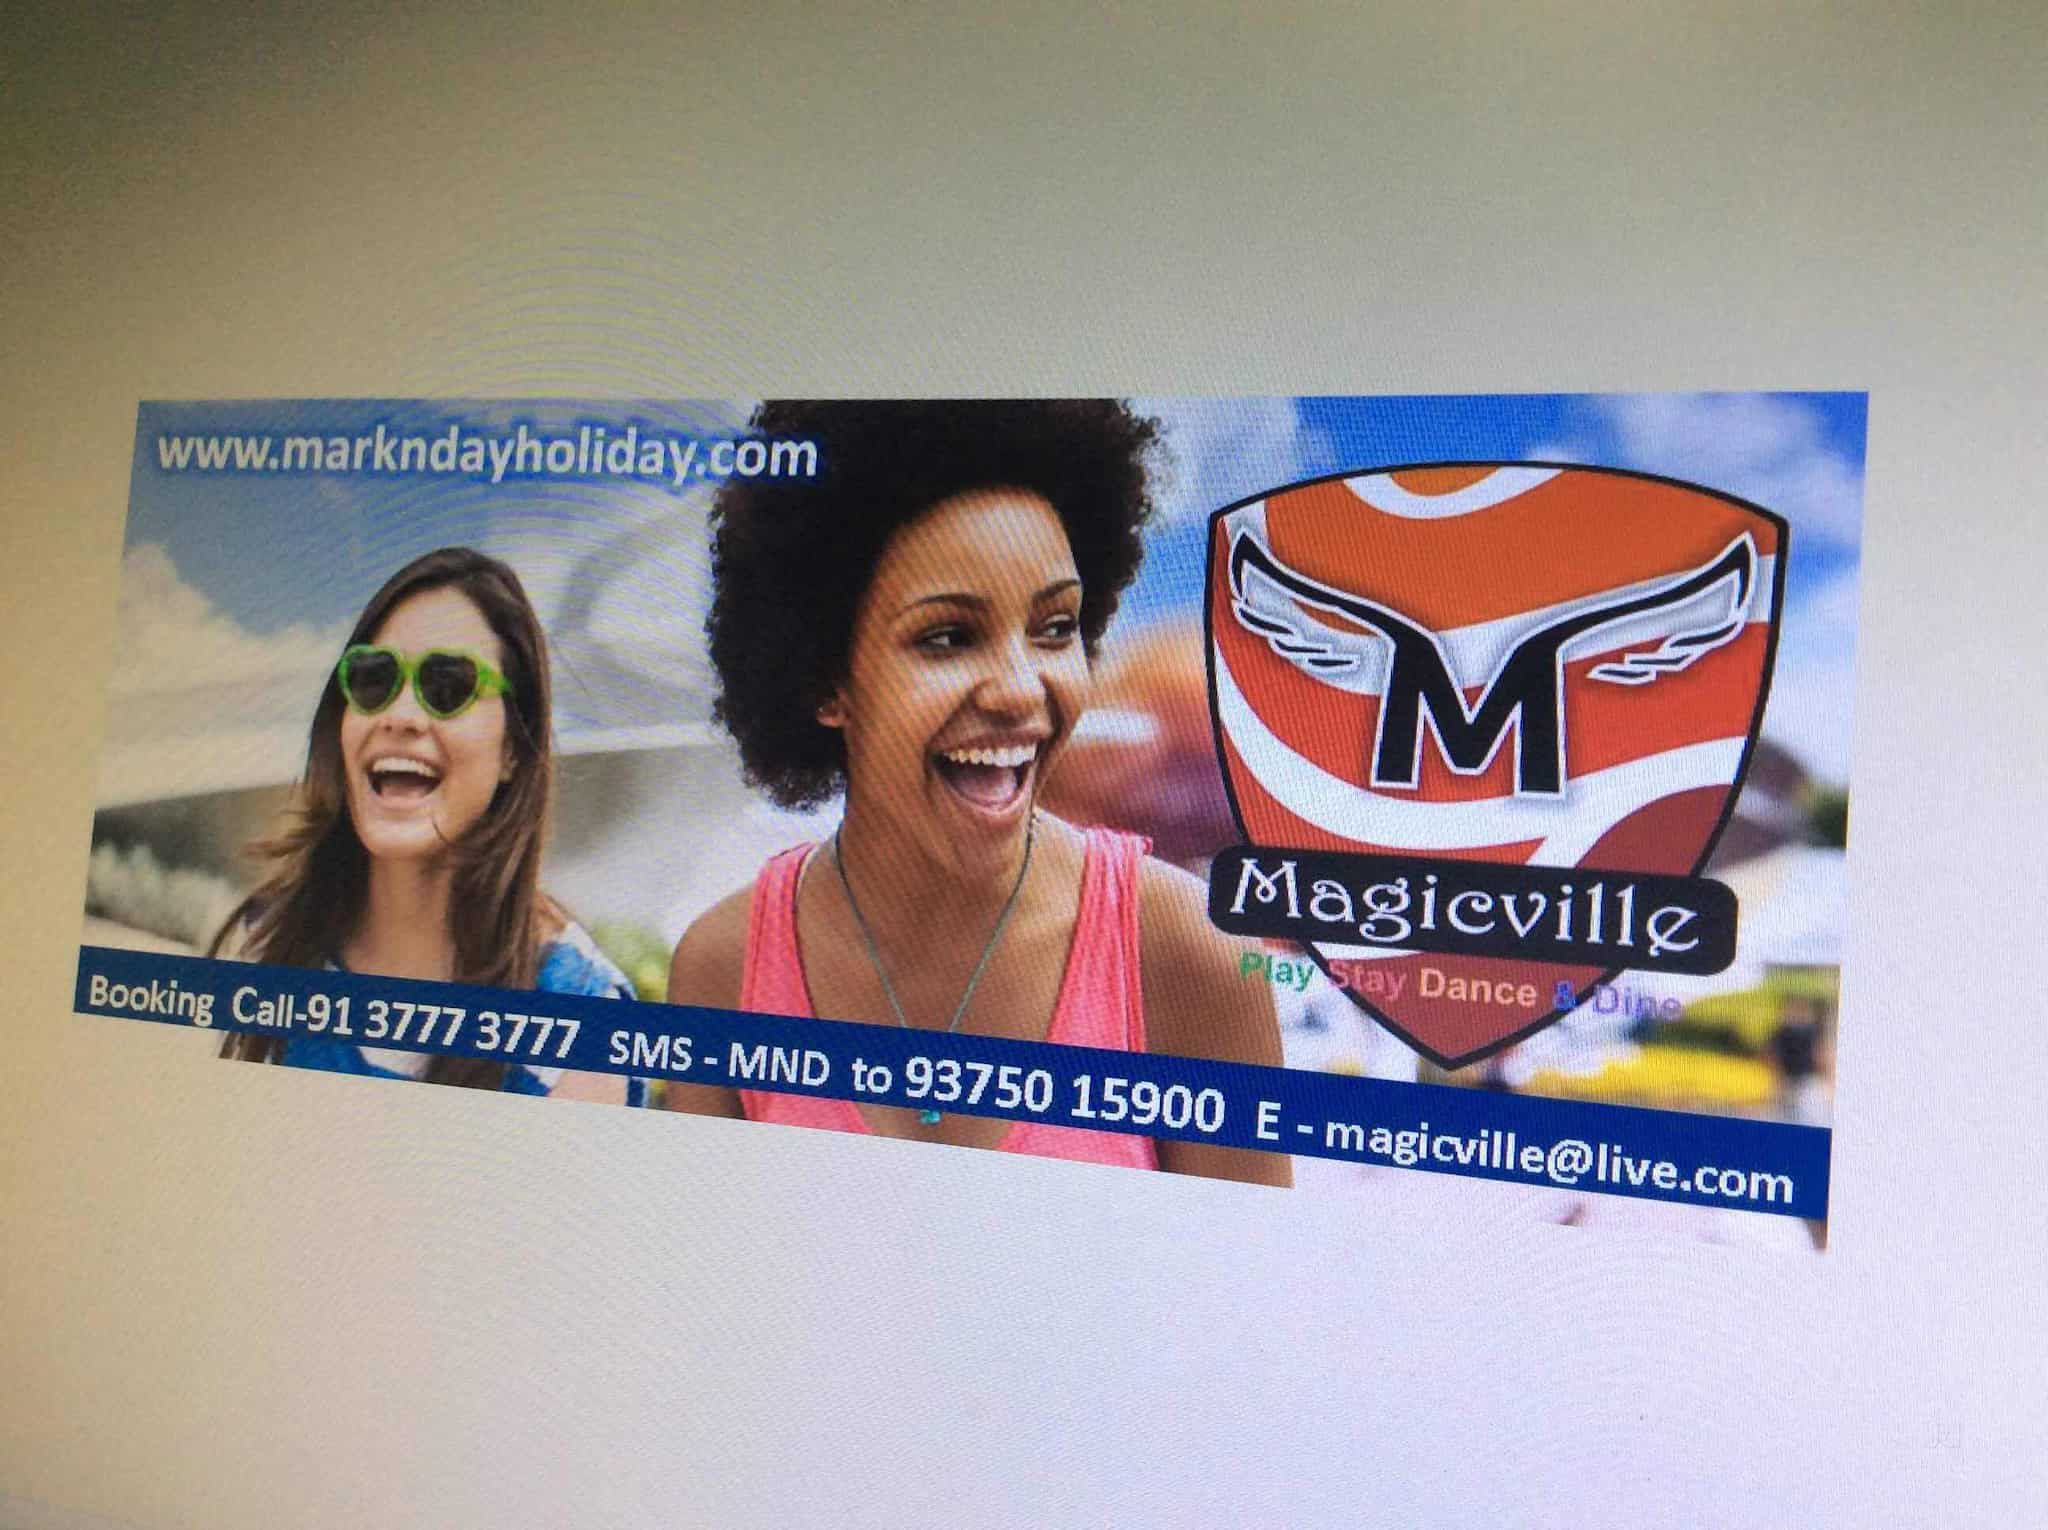 www.markndayholiday.com
M
Magicville
Play Stay Dance & Dine
Booking Call-91 3777 3777 SMS - MND to 93750 15900 E - magicville@live.com